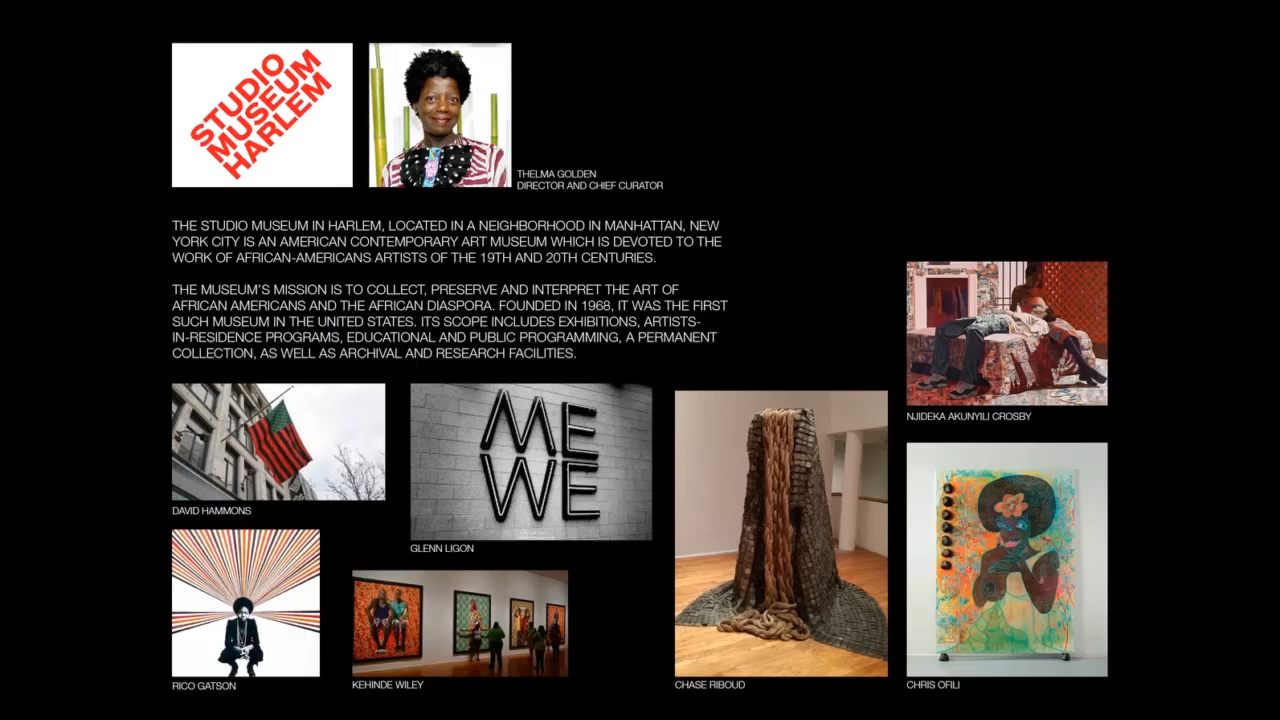 STUDIO
MUSEUM
HARLEM
THELMA GOLDEN
DIRECTOR AND CHIEF CURATOR
THE STUDIO MUSEUM IN HARLEM, LOCATED IN A NEIGHBORHOOD IN MANHATTAN, NEW
YORK CITY IS AN AMERICAN CONTEMPORARY ART MUSEUM WHICH IS DEVOTED TO THE
WORK OF AFRICAN-AMERICANS ARTISTS OF THE 19TH AND 20TH CENTURIES.
THE MUSEUM'S MISSION IS TO COLLECT, PRESERVE AND INTERPRET THE ART OF
AFRICAN AMERICANS AND THE AFRICAN DIASPORA. FOUNDED IN 1968, IT WAS THE FIRST
SUCH MUSEUM IN THE UNITED STATES. ITS SCOPE INCLUDES EXHIBITIONS, ARTISTS-
IN-RESIDENCE PROGRAMS, EDUCATIONAL AND PUBLIC PROGRAMMING, A PERMANENT
COLLECTION, AS WELL AS ARCHIVAL AND RESEARCH FACILITIES.
DAVID HAMMONS
ME
WE
GLENN LIGON
NJIDEKA AKUNYILI CROSBY
RICO GATSON
KEHINDE WILEY
CHASE RIBOUD
CHRIS OFILI